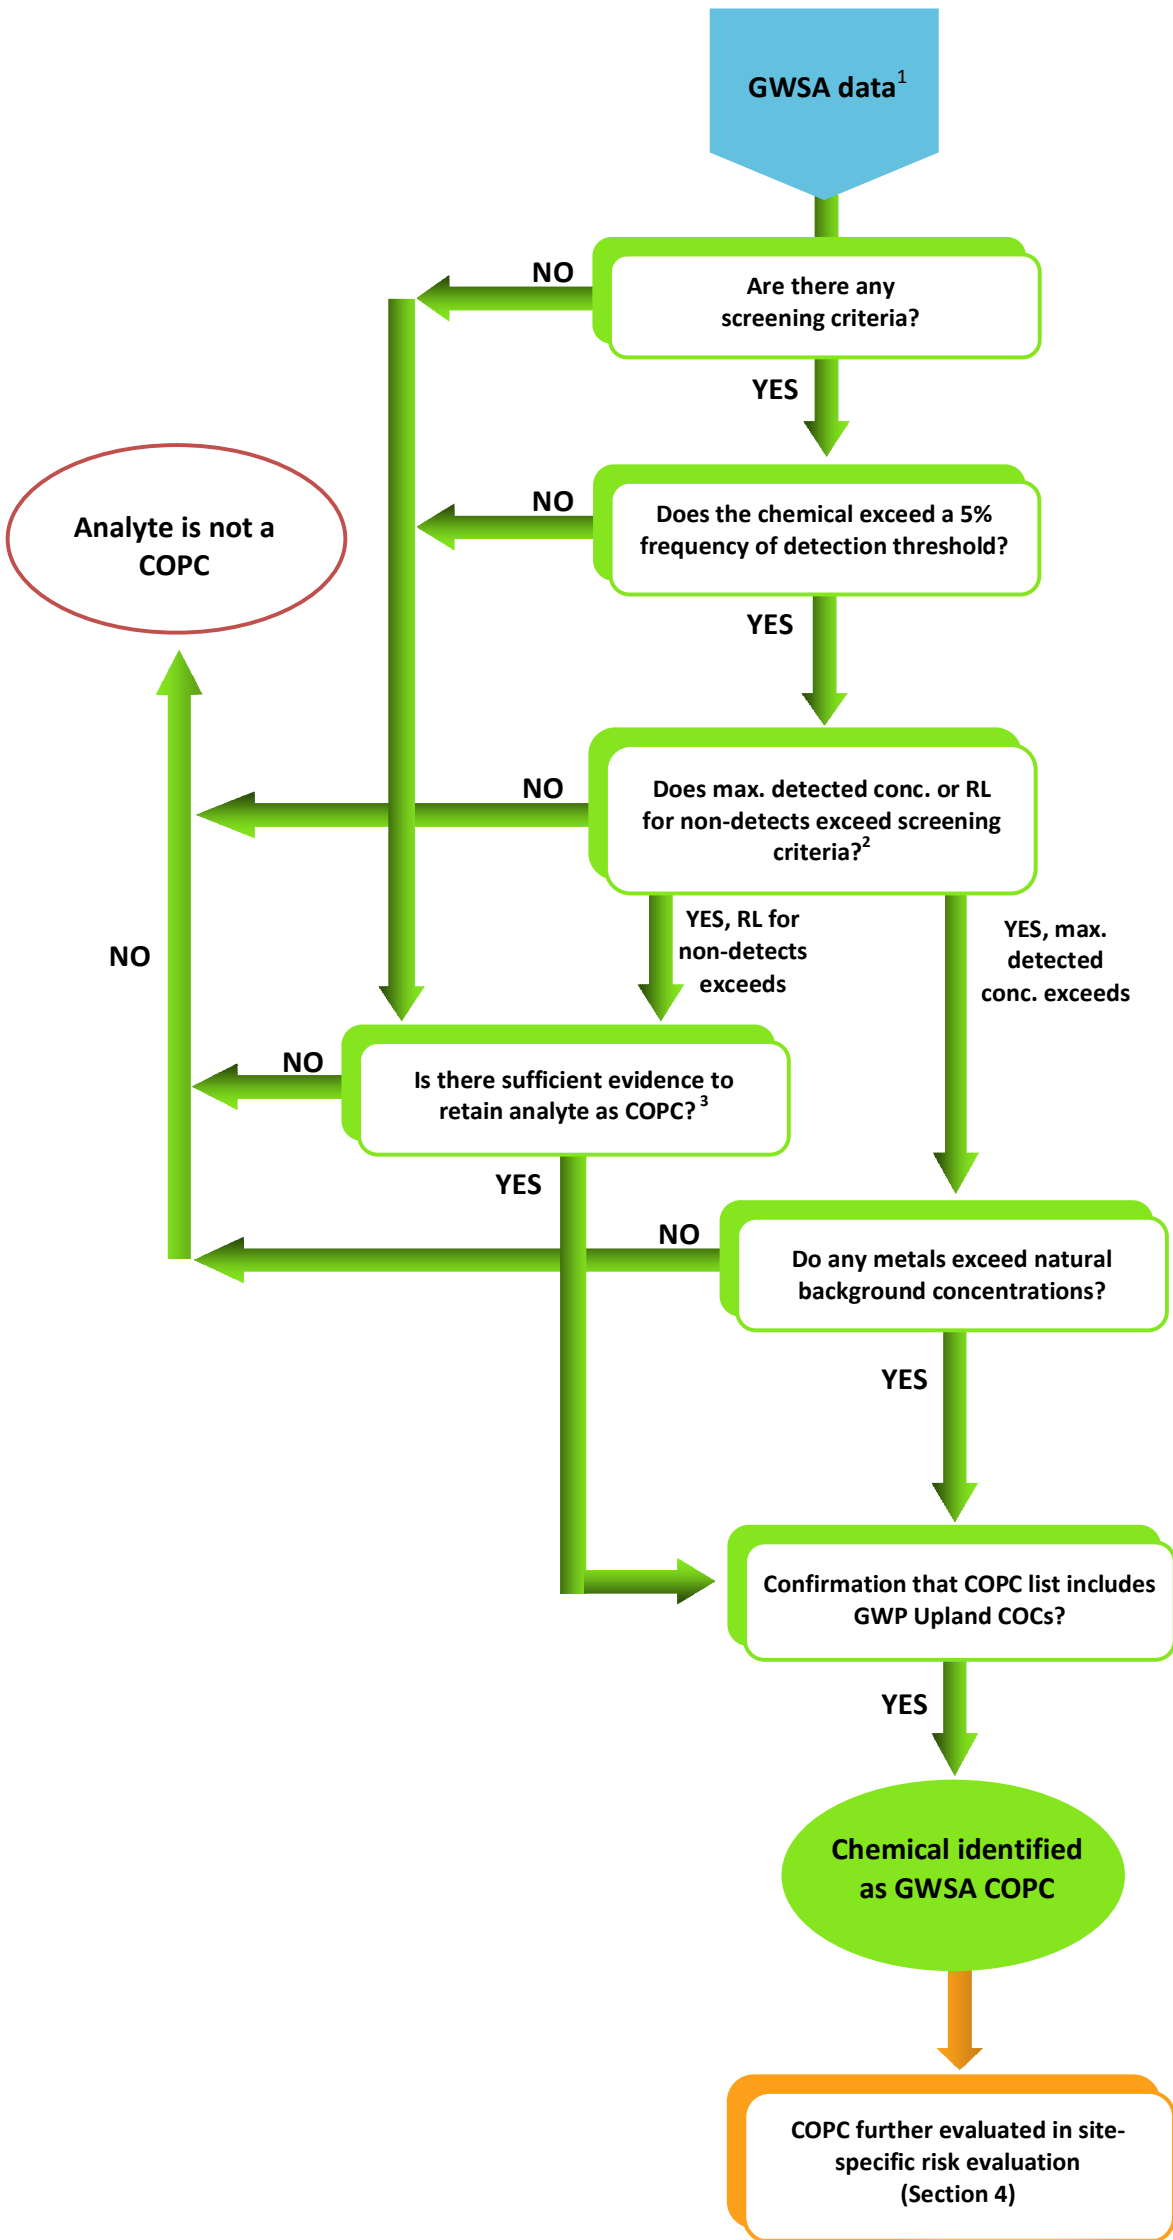 GWSA data1
NO
Are there any
screening criteria?
YES
Analyte is not a
COPC
NO
Does the chemical exceed a 5%
frequency of detection threshold?
YES
NO
Does max. detected conc. or RL
for non-detects exceed screening
criteria?2
NO
YES, RL for
non-detects
exceeds
YES, max.
detected
conc. exceeds
NO
Is there sufficient evidence to
retain analyte as COPC? 3
YES
NO
Do any metals exceed natural
background concentrations?
YES
Confirmation that COPC list includes
GWP Upland COCs?
YES
Chemical identified
as GWSA COPC
COPC further evaluated in site-
specific risk evaluation
(Section 4)